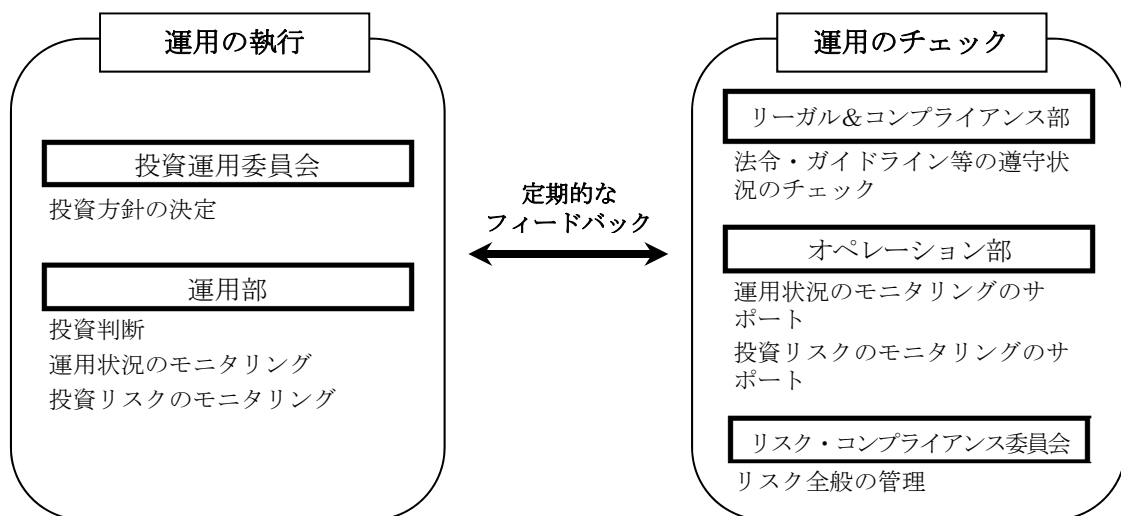 運用の執行
投資運用委員会
投資方針の決定
運用部
投資判断
運用状況のモニタリング
投資リスクのモニタリング
定期的な
フィードバック
運用のチェック
リーガル&コンプライアンス部
法令・ガイドライン等の遵守状
況のチェック
オペレーション部
運用状況のモニタリングのサ
ポート
投資リスクのモニタリングのサ
ポート
リスク・コンプライアンス委員会
リスク全般の管理